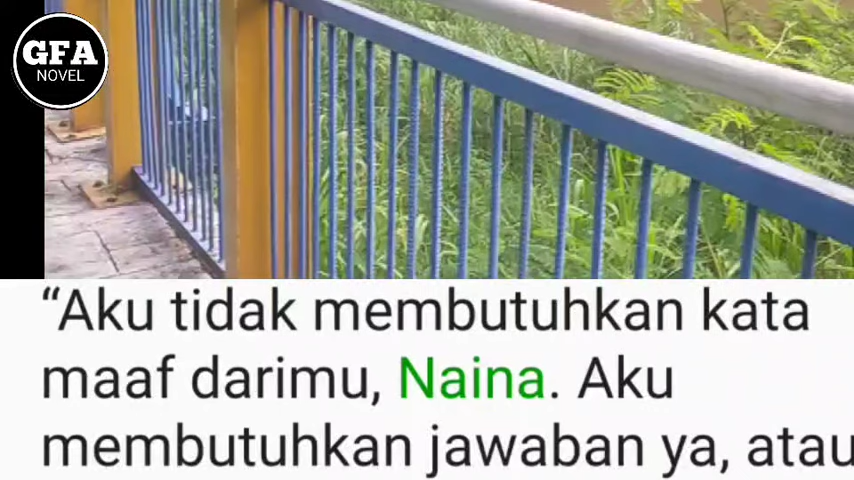 GFA
NOVEL
“Aku tidak membutuhkan kata
maaf darimu, Naina. Aku
membutuhkan jawaban ya, atau